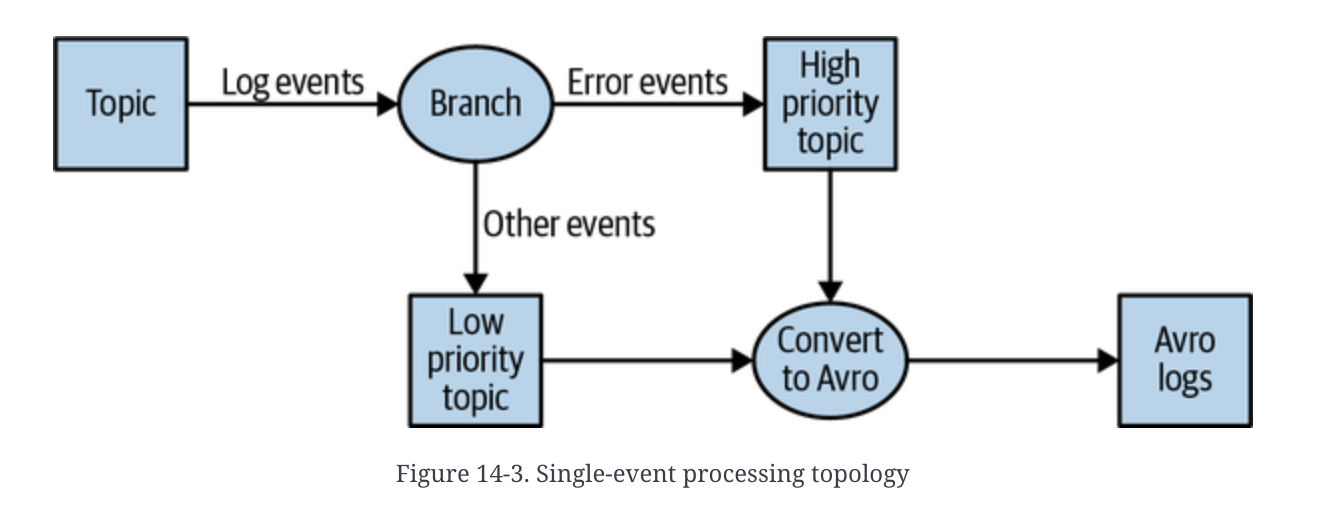 Topic
Log events
Branch
Error events
High
priority
topic
Other events
Low
priority
topic
Convert
to Avro
Avro
logs
Figure 14-3. Single-event processing topology